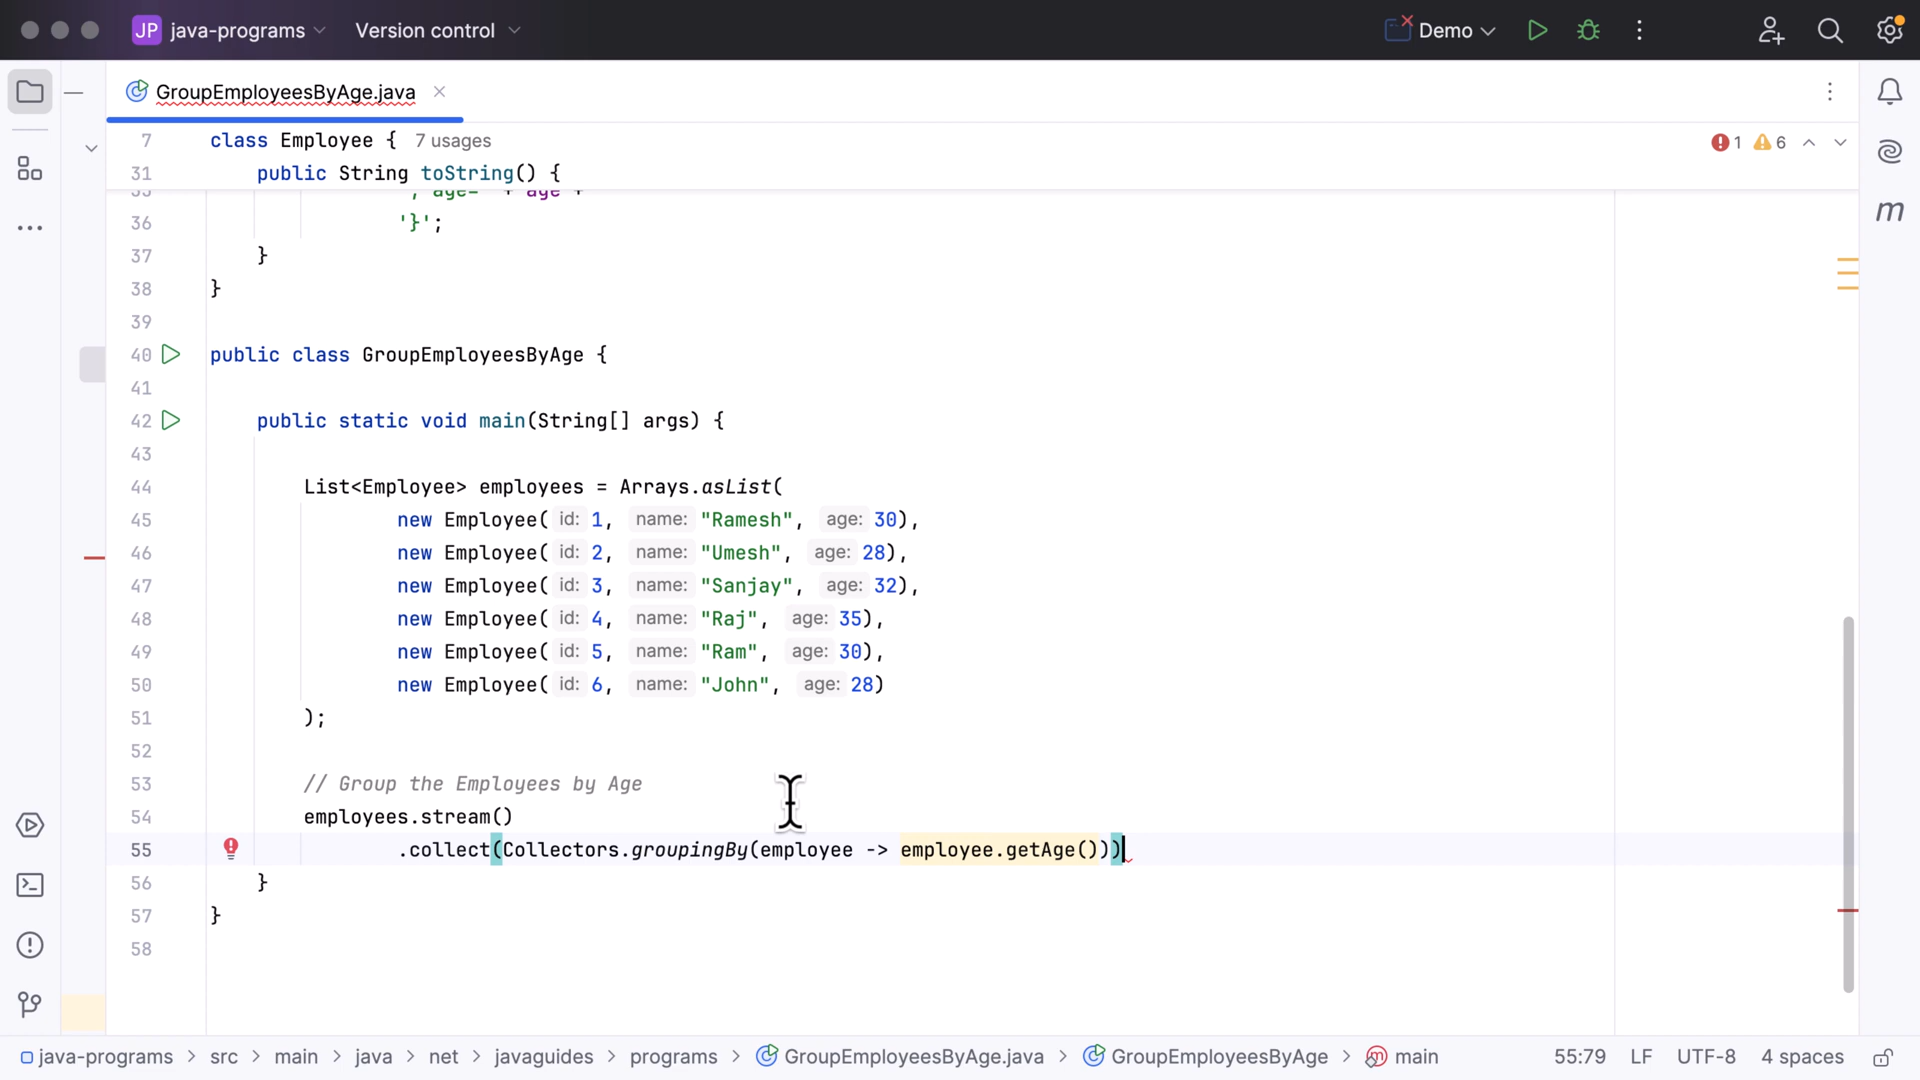 JP java-programs Version control Demo
GroupEmployeesByAge.java
7 class Employee { 7 usages 1 6
31 public String toString() {
", age=" + age +
36 '}';
37 }
38 }
39
40 public class GroupEmployeesByAge {
41
42 public static void main(String[] args) {
43
44 List<Employee> employees = Arrays.asList(
45 new Employee( id: 1, name: "Ramesh", age: 30),
46 new Employee( id: 2, name: "Umesh", age: 28),
47 new Employee( id: 3, name: "Sanjay", age: 32),
48 new Employee( id: 4, name: "Raj", age: 35),
49 new Employee( id: 5, name: "Ram", age: 30),
50 new Employee( id: 6, name: "John", age: 28)
51 );
52
53 // Group the Employees by Age
54 employees.stream()
55 .collect(Collectors.groupingBy(employee -> employee.getAge()))
56 }
57 }
58
m
java-programs > src > main > java > net > javaguides > programs > GroupEmployeesByAge.java > GroupEmployeesByAge > main 55:79 LF UTF-8 4 spaces